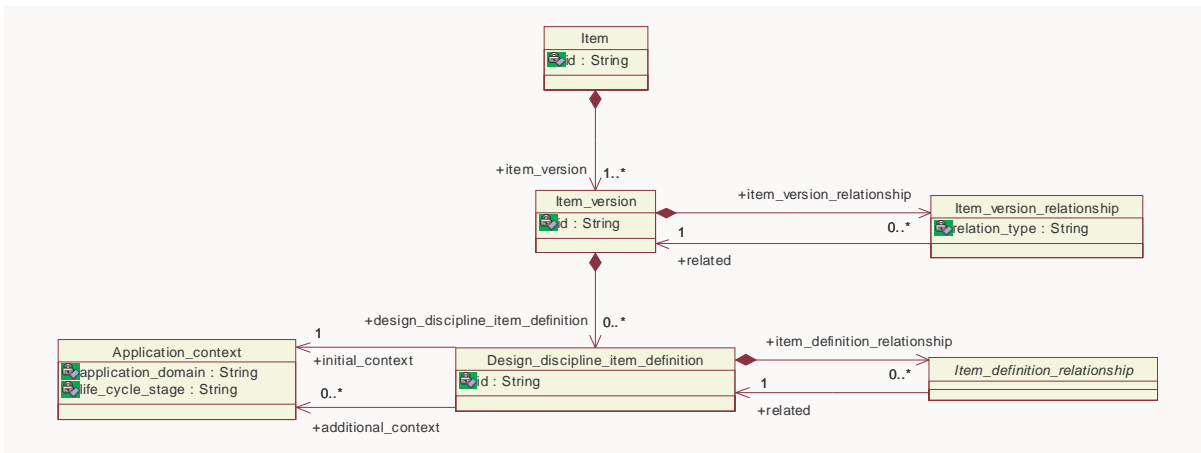 Item
id : String
+item_version
1..*
Item_version
id : String
+item_version_relationship
0..*
Item_version_relationship
relation_type : String
1
+related
+design_discipline_item_definition
0..*
Application_context
application_domain : String
life_cycle_stage : String
1
+initial_context
0..*
+additional_context
Design_discipline_item_definition
id : String
+item_definition_relationship
0..*
Item_definition_relationship
1
+related